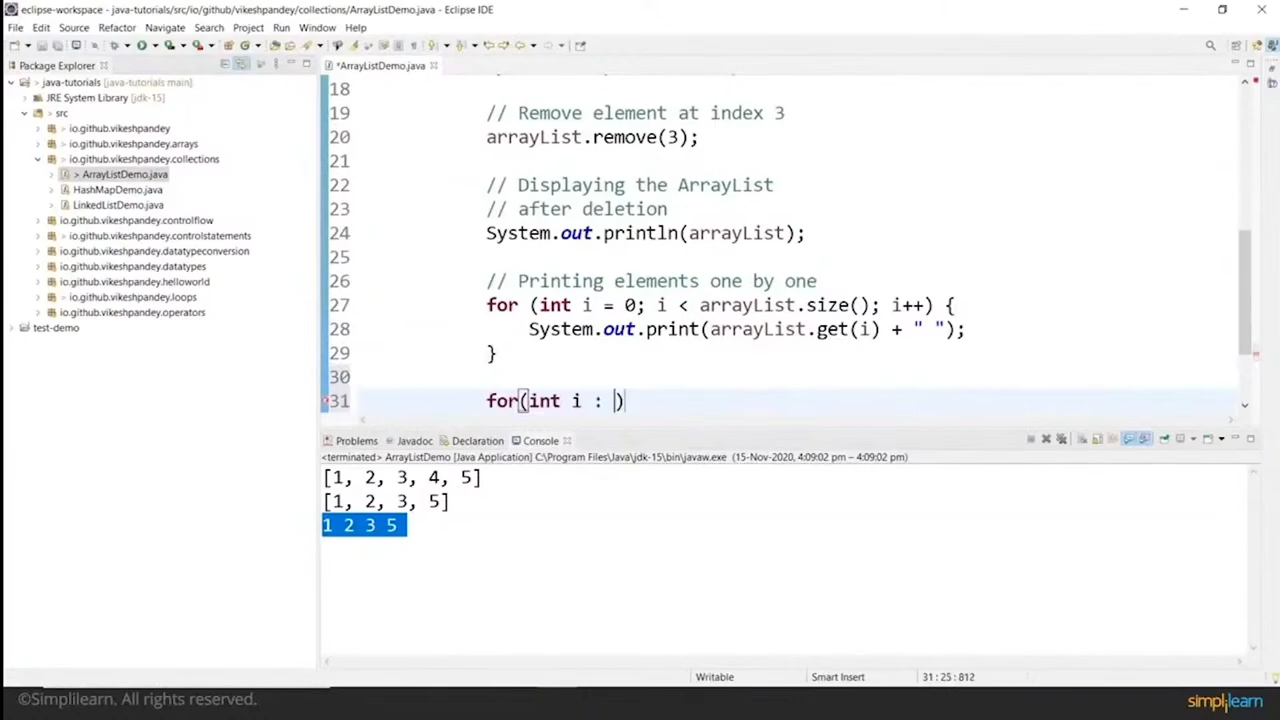 eclipse-workspace - java-tutorials/src/io/github/vikeshpandey/collections/ArrayListDemo.java - Eclipse IDE
File Edit Source Refactor Navigate Search Project Run Window Help
Package Explorer
*ArrayListDemo.java
java-tutorials [java-tutorials main]
JRE System Library [jdk-15]
> src
> io.github.vikeshpandey
> io.github.vikeshpandey.arrays
> io.github.vikeshpandey.collections
> ArrayListDemo.java
HashMapDemo.java
LinkedListDemo.java
io.github.vikeshpandey.controlflow
> io.github.vikeshpandey.controlstatements
io.github.vikeshpandey.datatypeconversion
io.github.vikeshpandey.datatypes
io.github.vikeshpandey.helloworld
> io.github.vikeshpandey.loops
io.github.vikeshpandey.operators
test-demo
18
19 // Remove element at index 3
20 arrayList.remove(3);
21
22 // Displaying the ArrayList
23 // after deletion
24 System.out.println(arrayList);
25
26 // Printing elements one by one
27 for (int i = 0; i < arrayList.size(); i++) {
28 System.out.print(arrayList.get(i) + " ");
29 }
30
31 for(int i : )
Problems Javadoc Declaration Console
<terminated> ArrayListDemo [Java Application] C:\Program Files\Java\jdk-15\bin\javaw.exe (15-Nov-2020, 4:09:02 pm – 4:09:02 pm)
[1, 2, 3, 4, 5]
[1, 2, 3, 5]
1 2 3 5
Writable Smart Insert 31 : 25 : 812
©Simplilearn. All rights reserved.
simplilearn